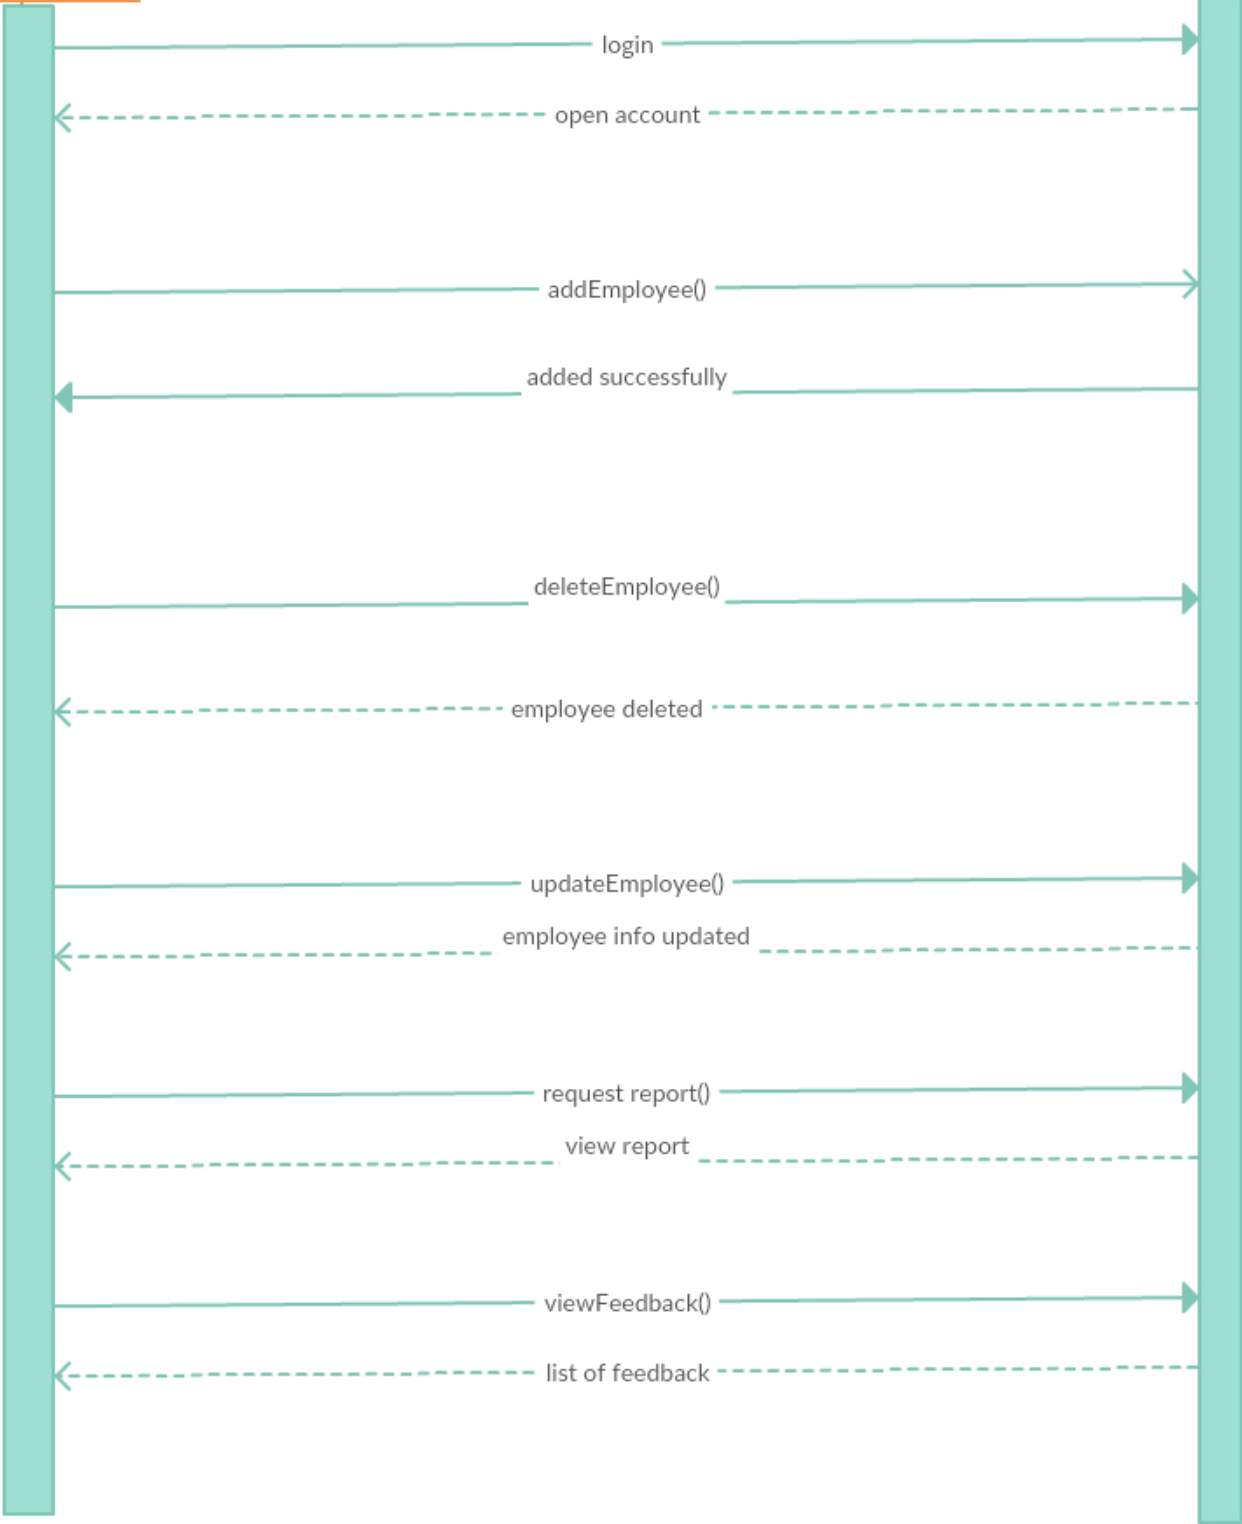 login
open account
addEmployee()
added successfully
deleteEmployee()
employee deleted
updateEmployee()
employee info updated
request report()
view report
viewFeedback()
list of feedback